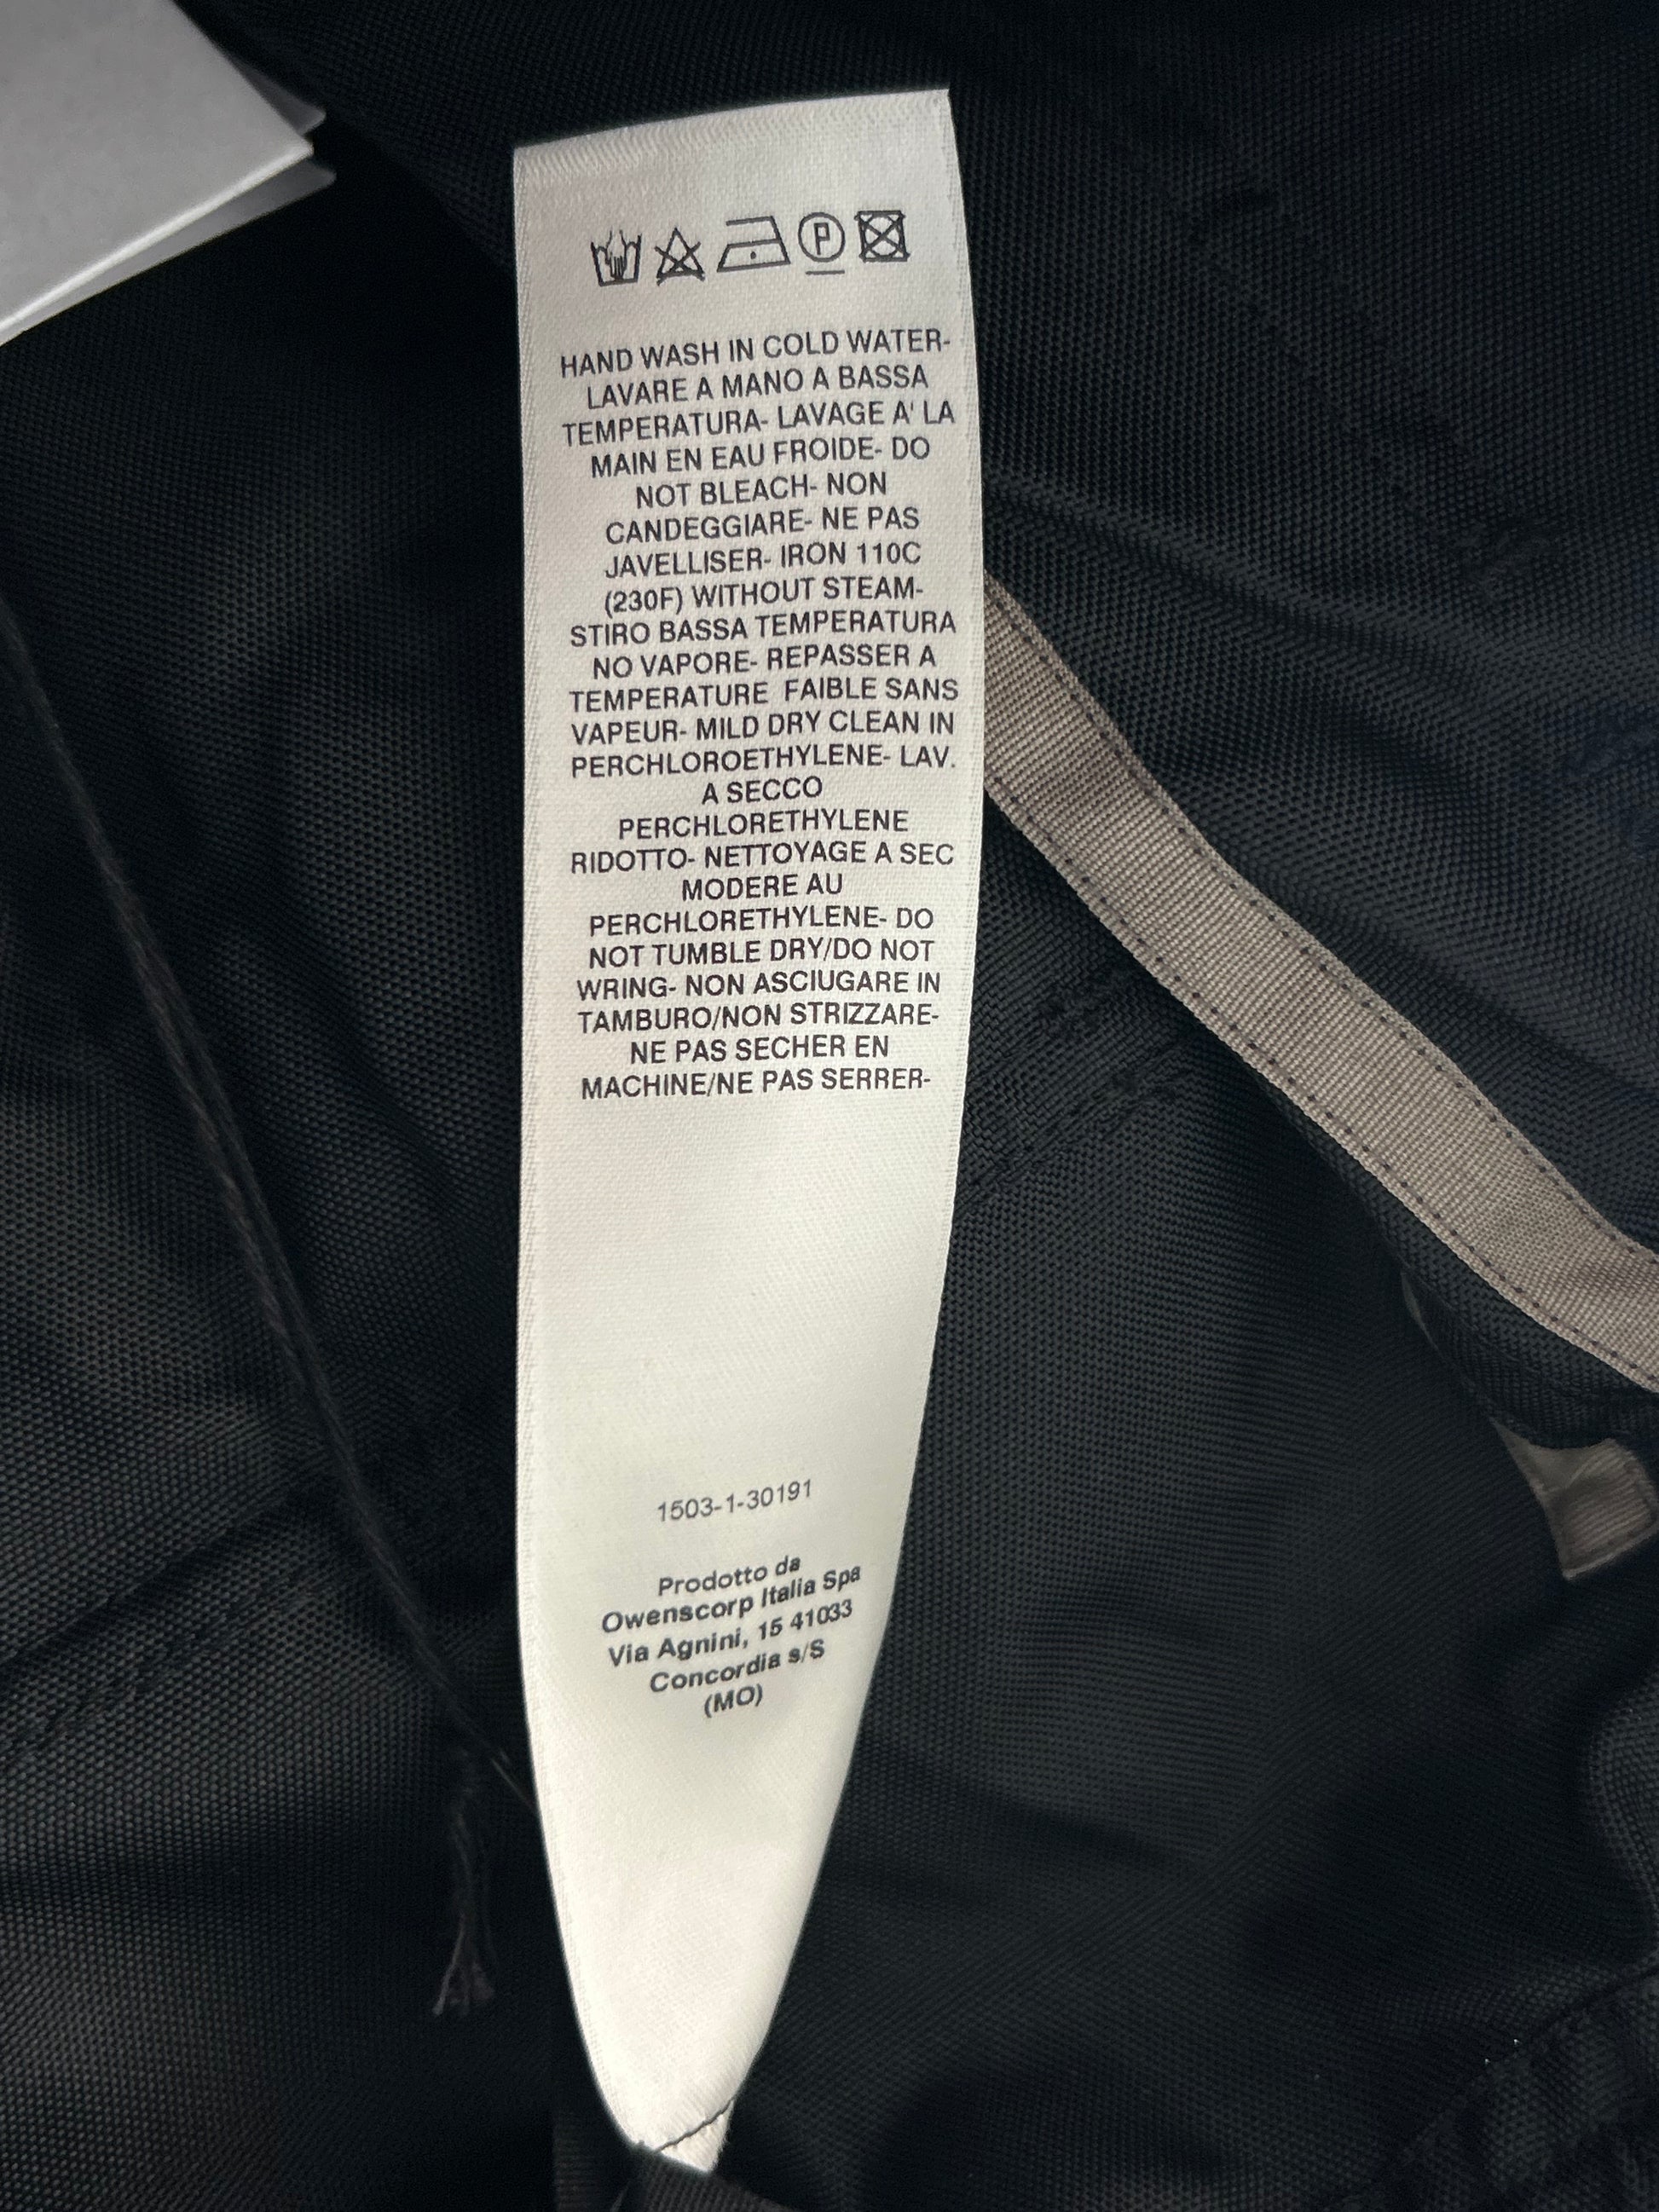 P
HAND WASH IN COLD WATER-
LAVARE A MANO A BASSA
TEMPERATURA- LAVAGE A' LA
MAIN EN EAU FROIDE- DO
NOT BLEACH- NON
CANDEGGIARE- NE PAS
JAVELLISER- IRON 110C
(230F) WITHOUT STEAM-
STIRO BASSA TEMPERATURA
NO VAPORE- REPASSER A
TEMPERATURE FAIBLE SANS
VAPEUR- MILD DRY CLEAN IN
PERCHLOROETHYLENE- LAV.
A SECCO
PERCHLORETHYLENE
RIDOTTO- NETTOYAGE A SEC
MODERE AU
PERCHLORETHYLENE- DO
NOT TUMBLE DRY/DO NOT
WRING- NON ASCIUGARE IN
TAMBURO/NON STRIZZARE-
NE PAS SECHER EN
MACHINE/NE PAS SERRER-
1503-1-30191
Prodotto da
Owenscorp Italia Spa
Via Agnini, 15 41033
Concordia s/S
(MO)